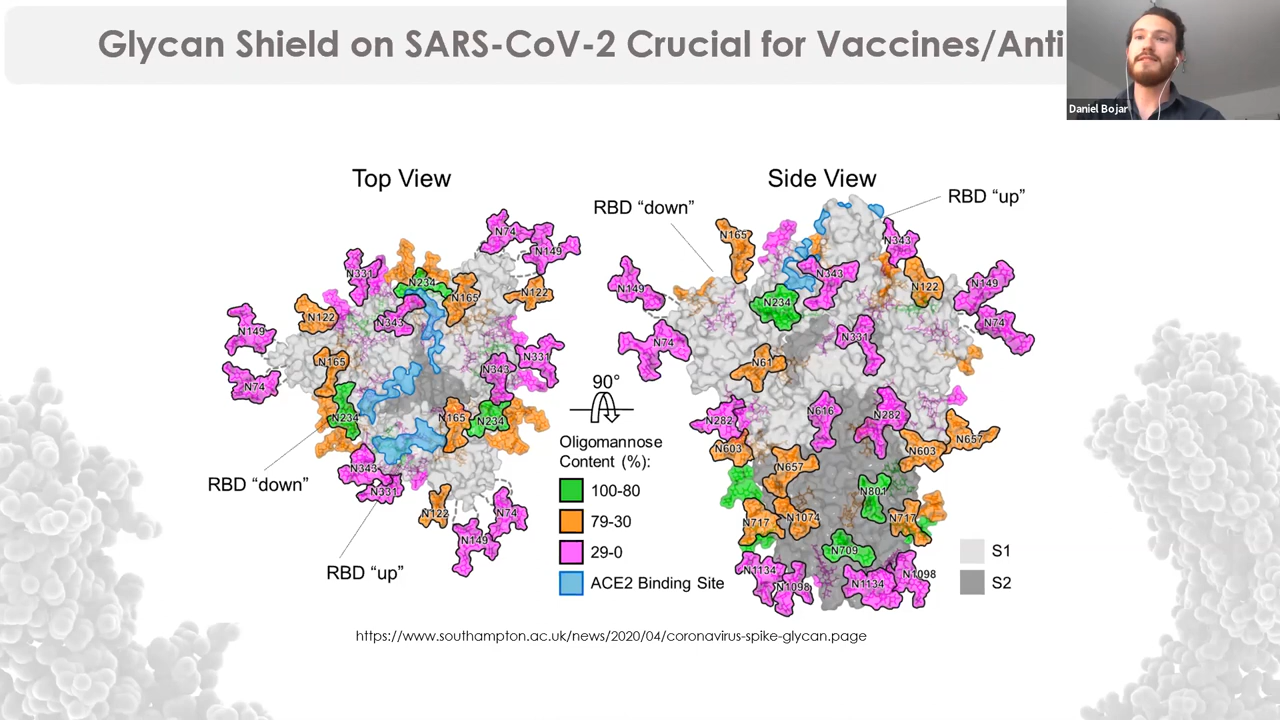 Glycan Shield on SARS-CoV-2 Crucial for Vaccines/Anti
Daniel Bojar
Top View
Side View
RBD “down”
RBD “up”
N74
N149
N331
N234
N165
N122
N343
N122
N149
N165
N331
N343
N74
N234
N165
N234
N343
N331
N122
N74
N149
RBD “down”
RBD “up”
90°
Oligomannose
Content (%):
100-80
79-30
29-0
ACE2 Binding Site
N165
N343
N149
N343
N122
N149
N234
N74
N74
N331
N61
N282
N616
N282
N603
N657
N603
N657
N801
N717
N1074
N717
N709
N1134
N1098
N1134
N1098
S1
S2
https://www.southampton.ac.uk/news/2020/04/coronavirus-spike-glycan.page